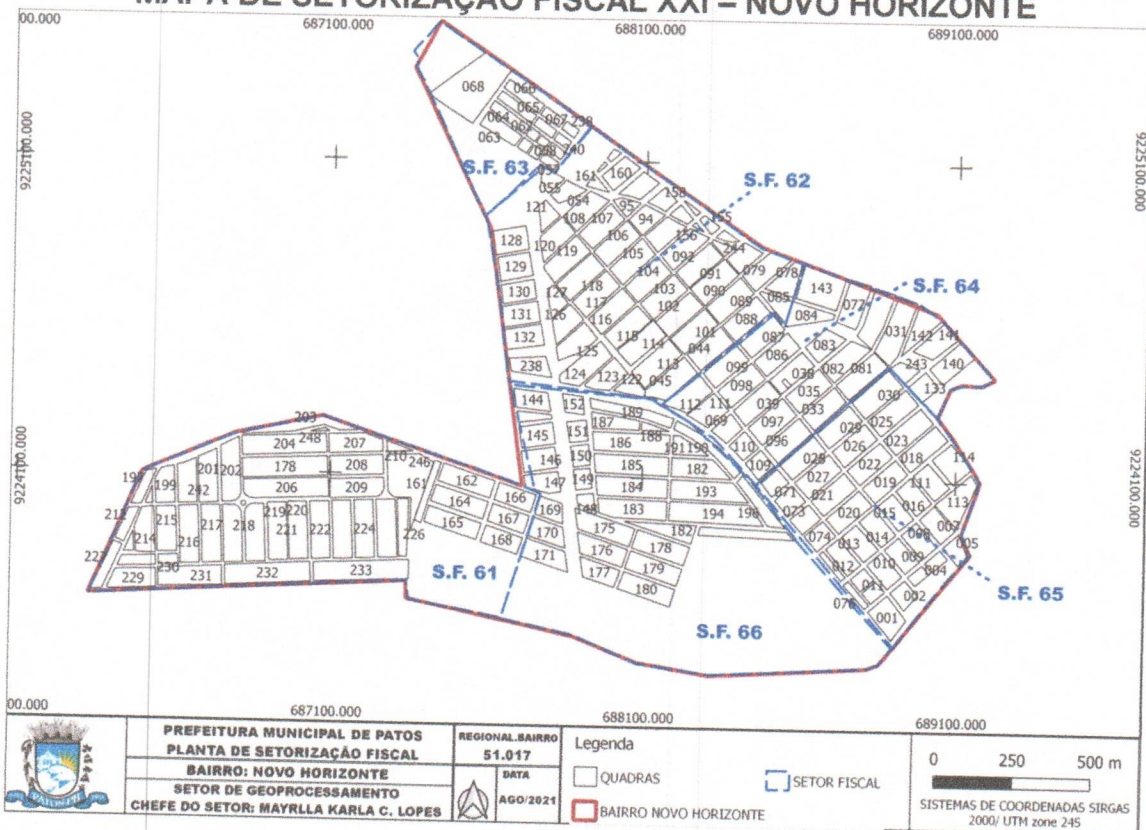 MAPA DE SETORIZAÇÃO FISCAL XXI – NOVO HORIZONTE
00.000 687100.000 688100.000 689100.000
9225100.000 9225100.000
9224100.000 9224100.000
S.F. 63
S.F. 62
S.F. 64
S.F. 61
S.F. 65
S.F. 66
068 066 065 064 067 063 240
161 160 158 055 054 95 94 155
121 108 107 106 156 244
128 120 119 105 092 079 078
129 104 091 143
130 118 103 090 085 072
131 126 117 102 089 084
132 116 115 101 088 031 142 141
238 125 114 044 087 083 243 140
124 123 122 045 113 086 082 081 133
144 152 189 112 111 099 098 035 030
145 151 187 188 069 039 033 029 025
203 204 248 207 186 097 026 023
146 150 110 096 022 018 114
201 202 178 208 210 246 185 182 109 028 027 019 111
199 242 206 209 161 162 166 147 149 184 193 071 021 016 113
215 217 218 219 220 221 222 224 226 164 167 169 183 194 073 020 015
214 216 165 168 170 175 178 182 074 013 014 005
230 171 176 179 012 010 009 004
229 231 232 233 177 180 076 011 002
001
00.000 687100.000 688100.000 689100.000
PREFEITURA MUNICIPAL DE PATOS
PLANTA DE SETORIZAÇÃO FISCAL
BAIRRO: NOVO HORIZONTE
SETOR DE GEOPROCESSAMENTO
CHEFE DO SETOR: MAYRLLA KARLA C. LOPES
REGIONAL.BAIRRO
51.017
DATA
AGO/2021
Legenda
QUADRAS
SETOR FISCAL
BAIRRO NOVO HORIZONTE
0 250 500 m
SISTEMAS DE COORDENADAS SIRGAS
2000/ UTM zone 24S
PATOS-PB